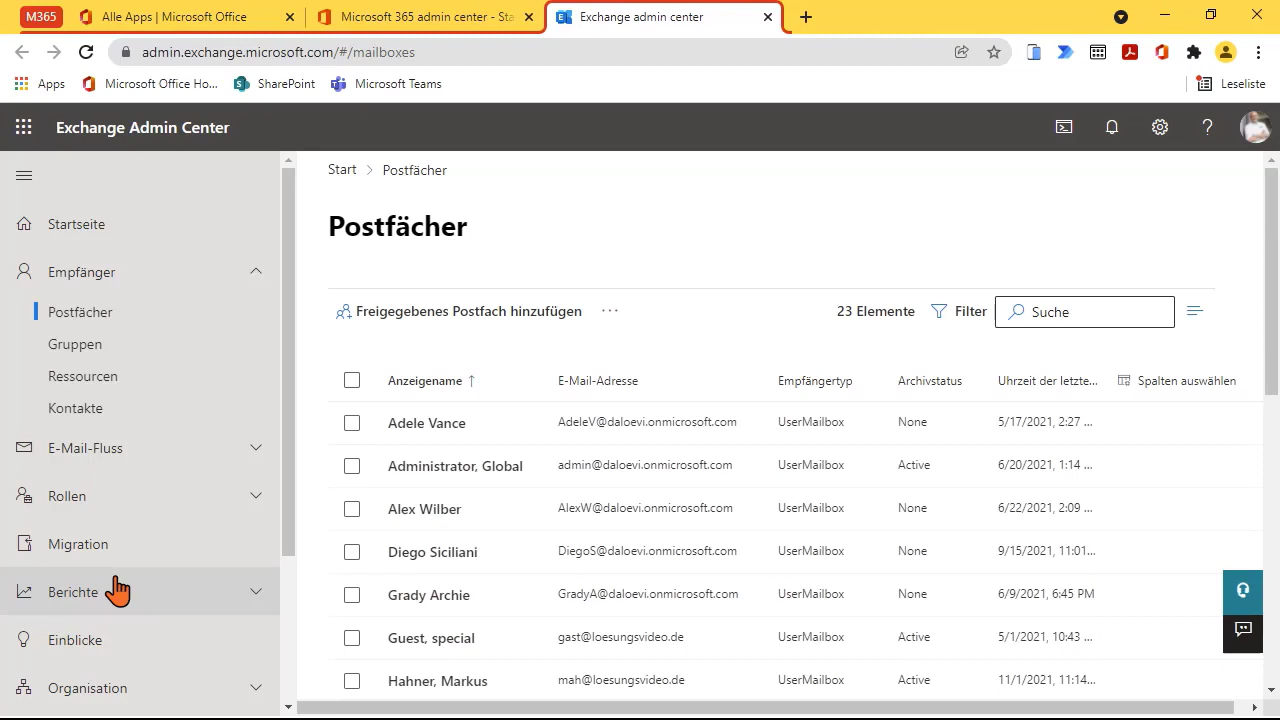 M365
Alle Apps | Microsoft Office
Microsoft 365 admin center - Sta
Exchange admin center
admin.exchange.microsoft.com/#/mailboxes
Apps
Microsoft Office Ho...
SharePoint
Microsoft Teams
Leseliste
Exchange Admin Center
Startseite
Empfänger
Postfächer
Gruppen
Ressourcen
Kontakte
E-Mail-Fluss
Rollen
Migration
Berichte
Einblicke
Organisation
Start > Postfächer
Postfächer
Freigegebenes Postfach hinzufügen ... 23 Elemente Filter Suche
Anzeigename ↑ E-Mail-Adresse Empfängertyp Archivstatus Uhrzeit der letzte... Spalten auswählen
Adele Vance AdeleV@daloevi.onmicrosoft.com UserMailbox None 5/17/2021, 2:27 ...
Administrator, Global admin@daloevi.onmicrosoft.com UserMailbox Active 6/20/2021, 1:14 ...
Alex Wilber AlexW@daloevi.onmicrosoft.com UserMailbox None 6/22/2021, 2:09 ...
Diego Siciliani DiegoS@daloevi.onmicrosoft.com UserMailbox None 9/15/2021, 11:01...
Grady Archie GradyA@daloevi.onmicrosoft.com UserMailbox None 6/9/2021, 6:45 PM
Guest, special gast@loesungsvideo.de UserMailbox Active 5/1/2021, 10:43 ...
Hahner, Markus mah@loesungsvideo.de UserMailbox Active 11/1/2021, 11:14...